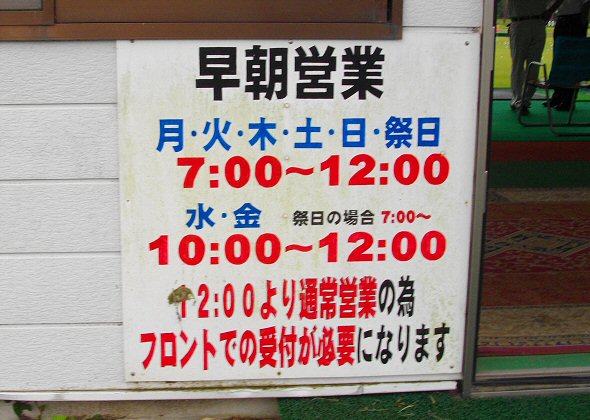 早朝営業
月・火・木・土・日・祭日
7:00〜12:00
水・金 祭日の場合 7:00〜
10:00〜12:00
12:00より通常営業の為
フロントでの受付が必要になります